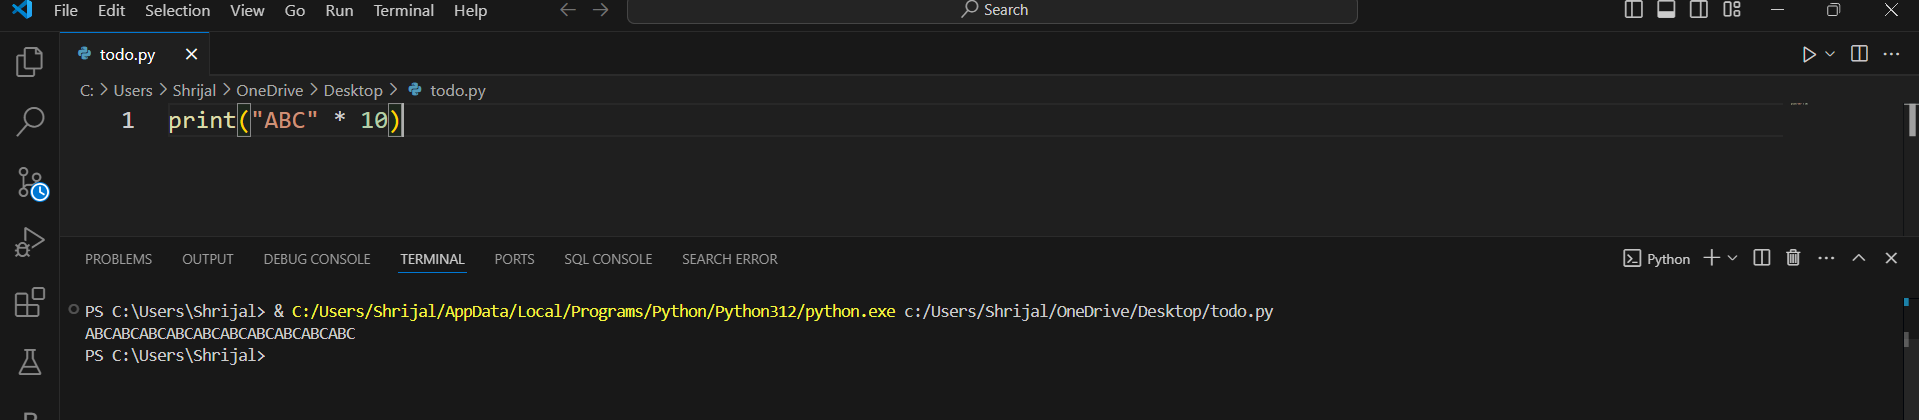 File Edit Selection View Go Run Terminal Help Search
todo.py
C: > Users > Shrijal > OneDrive > Desktop > todo.py
1 print("ABC" * 10)
PROBLEMS OUTPUT DEBUG CONSOLE TERMINAL PORTS SQL CONSOLE SEARCH ERROR Python
PS C:\Users\Shrijal> & C:/Users/Shrijal/AppData/Local/Programs/Python/Python312/python.exe c:/Users/Shrijal/OneDrive/Desktop/todo.py
ABCABCABCABCABCABCABCABCABCABC
PS C:\Users\Shrijal>